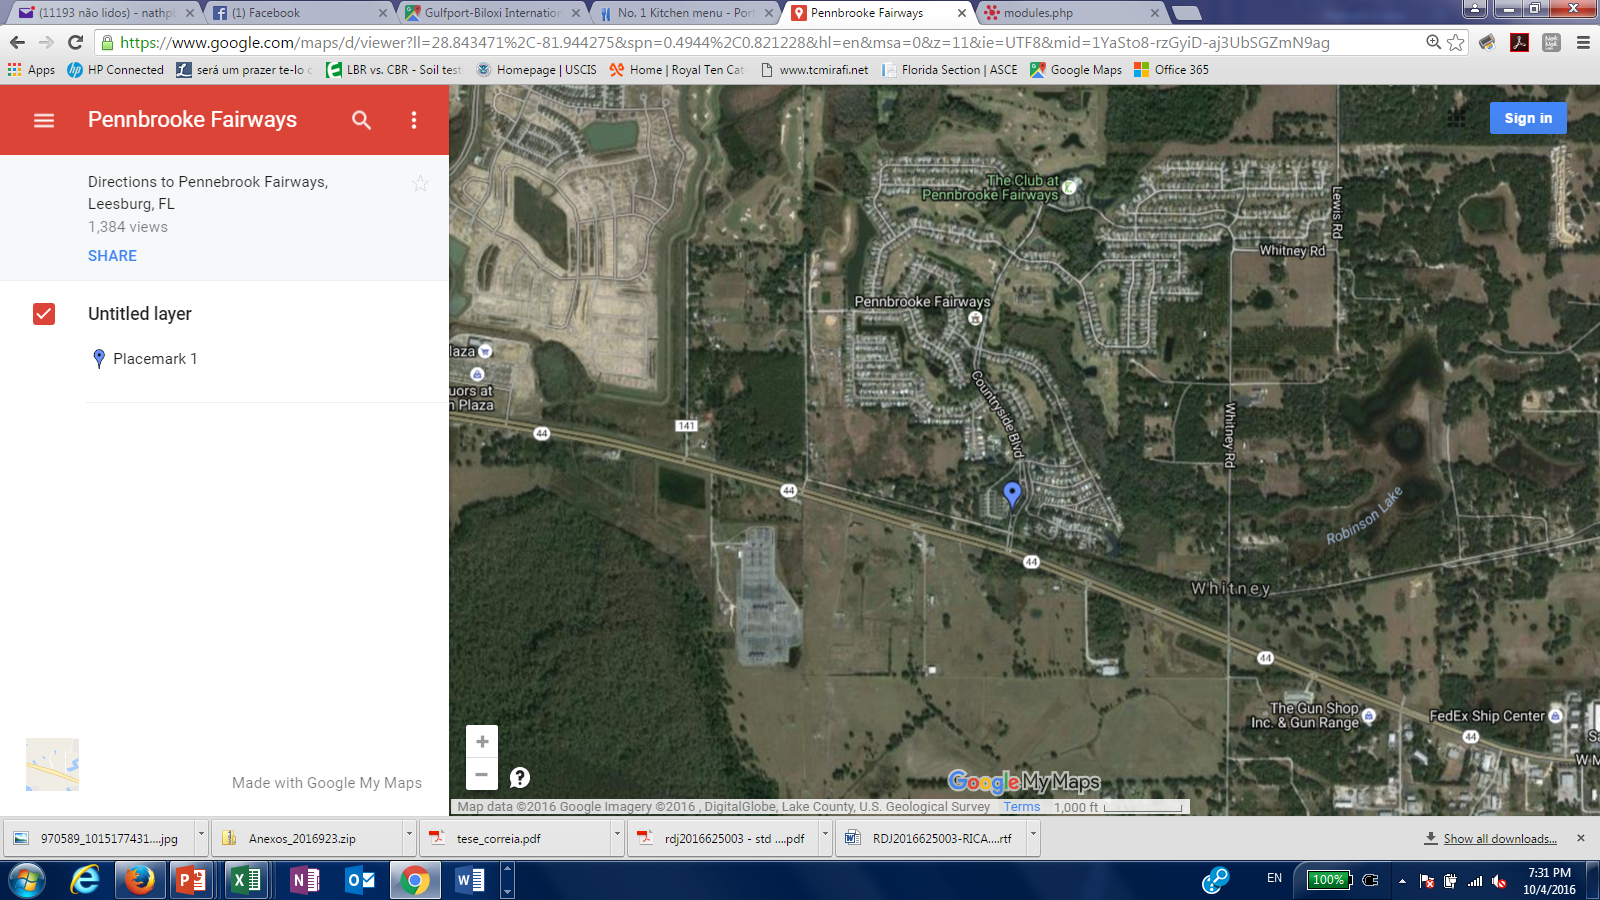 (11193 não lidos) - nathp
(1) Facebook
Gulfport-Biloxi Internation
No. 1 Kitchen menu - Port
Pennbrooke Fairways
modules.php
https://www.google.com/maps/d/viewer?ll=28.843471%2C-81.944275&spn=0.4944%2C0.821228&hl=en&msa=0&z=11&ie=UTF8&mid=1YaSto8-rzGyiD-aj3UbSGZmN9ag
Apps
HP Connected
será um prazer te-lo
LBR vs. CBR - Soil test
Homepage | USCIS
Home | Royal Ten Cat
www.tcmirafi.net
Florida Section | ASCE
Google Maps
Office 365
Pennbrooke Fairways
Directions to Pennebrook Fairways,
Leesburg, FL
1,384 views
SHARE
Untitled layer
Placemark 1
Made with Google My Maps
Sign in
The Club at
Pennbrooke Fairways
Lewis Rd
Whitney Rd
Pennbrooke Fairways
laza
uors at
n Plaza
Countryside Blvd
141
44
44
Whitney Rd
Robinson Lake
44
Whitney
44
The Gun Shop
Inc. & Gun Range
FedEx Ship Center
44
W M
Google My Maps
Map data ©2016 Google Imagery ©2016 , DigitalGlobe, Lake County, U.S. Geological Survey
Terms
1,000 ft
970589_1015177431....jpg
Anexos_2016923.zip
tese_correia.pdf
rdj2016625003 - std ....pdf
RDJ2016625003-RICA....rtf
Show all downloads...
EN
100%
7:31 PM
10/4/2016